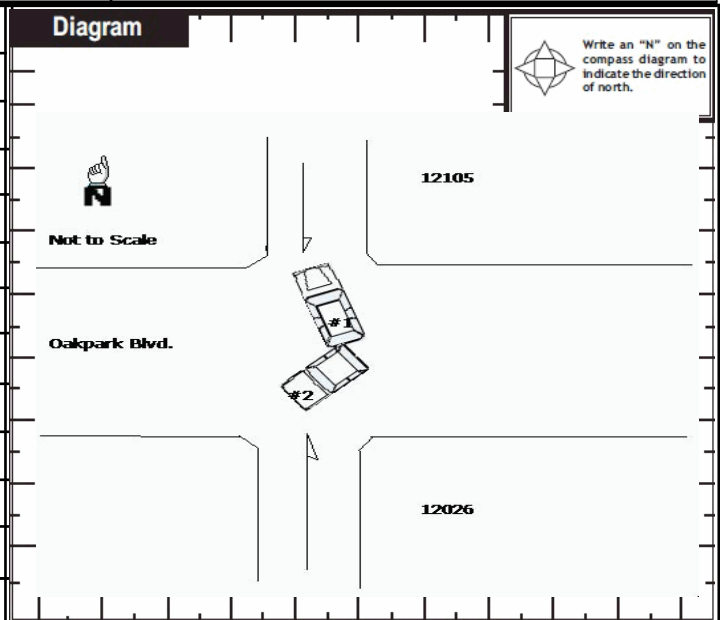 Diagram
Write an “N” on the
compass diagram to
indicate the direction
of north.
12105
N
Not to Scale
#1
Oakpark Blvd.
#2
12026